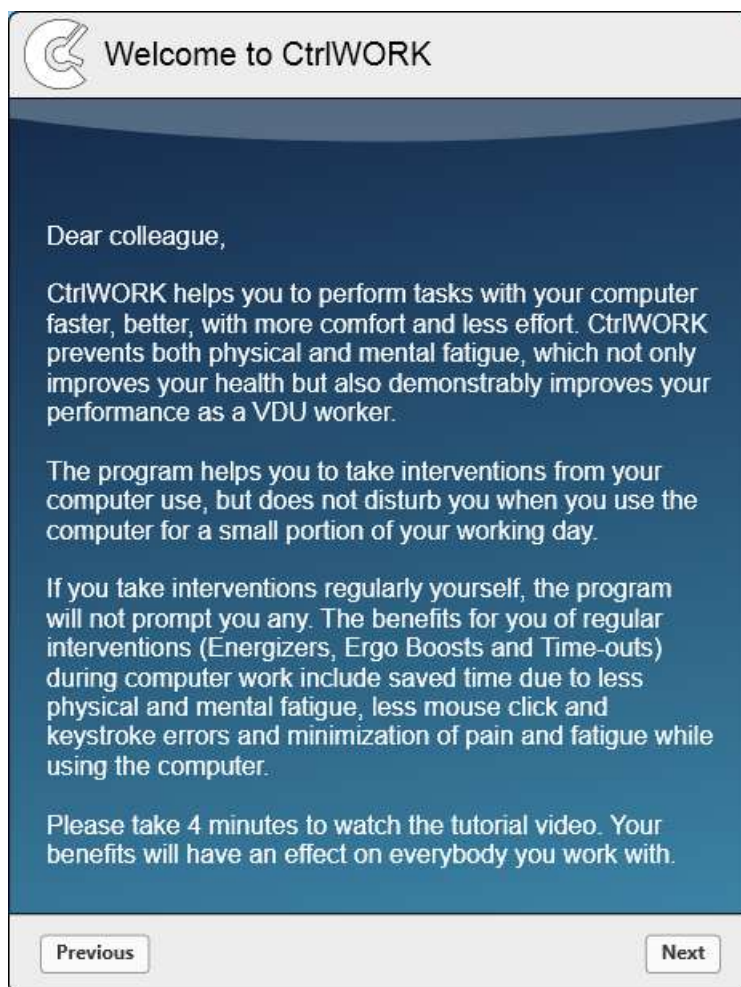 Welcome to CtrlWORK
Dear colleague,
CtrlWORK helps you to perform tasks with your computer
faster, better, with more comfort and less effort. CtrlWORK
prevents both physical and mental fatigue, which not only
improves your health but also demonstrably improves your
performance as a VDU worker.
The program helps you to take interventions from your
computer use, but does not disturb you when you use the
computer for a small portion of your working day.
If you take interventions regularly yourself, the program
will not prompt you any. The benefits for you of regular
interventions (Energizers, Ergo Boosts and Time-outs)
during computer work include saved time due to less
physical and mental fatigue, less mouse click and
keystroke errors and minimization of pain and fatigue while
using the computer.
Please take 4 minutes to watch the tutorial video. Your
benefits will have an effect on everybody you work with.
Previous
Next